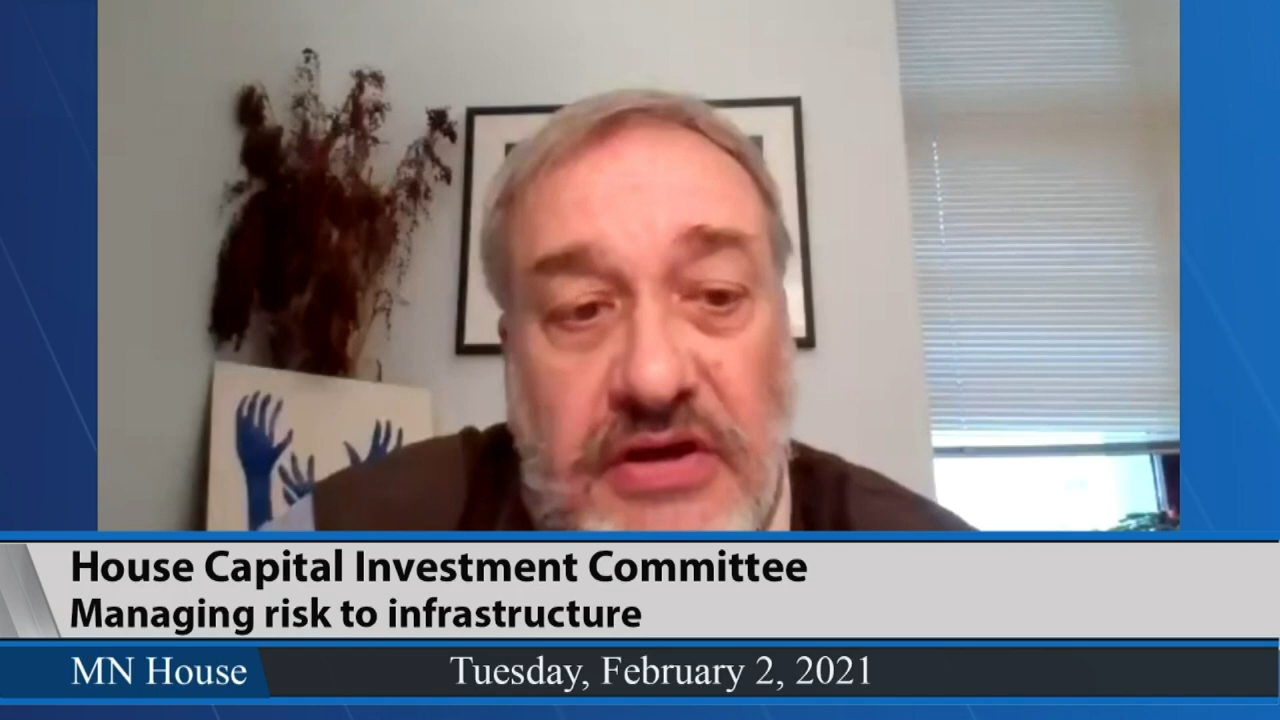 House Capital Investment Committee
Managing risk to infrastructure
MN House
Tuesday, February 2, 2021